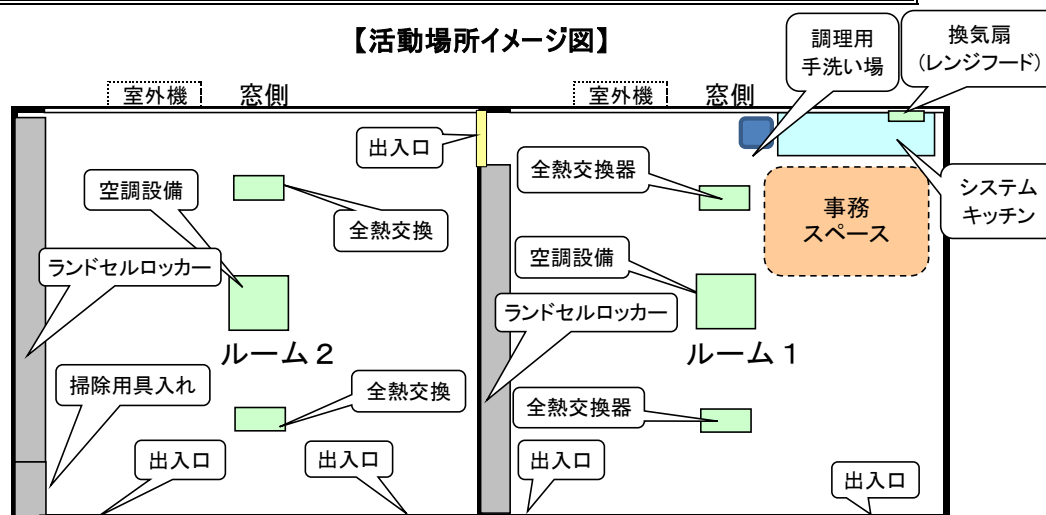 【活動場所イメージ図】
調理用
手洗い場
換気扇
(レンジフード)
室外機
窓側
室外機
窓側
出入口
全熱交換器
空調設備
全熱交換
事務
スペース
システム
キッチン
ランドセルロッカー
空調設備
ランドセルロッカー
ルーム2
ルーム1
掃除用具入れ
全熱交換
全熱交換器
出入口
出入口
出入口
出入口